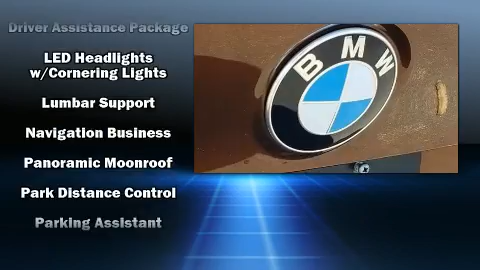 Driver Assistance Package
LED Headlights
w/Cornering Lights
Lumbar Support
Navigation Business
Panoramic Moonroof
Park Distance Control
Parking Assistant
BMW